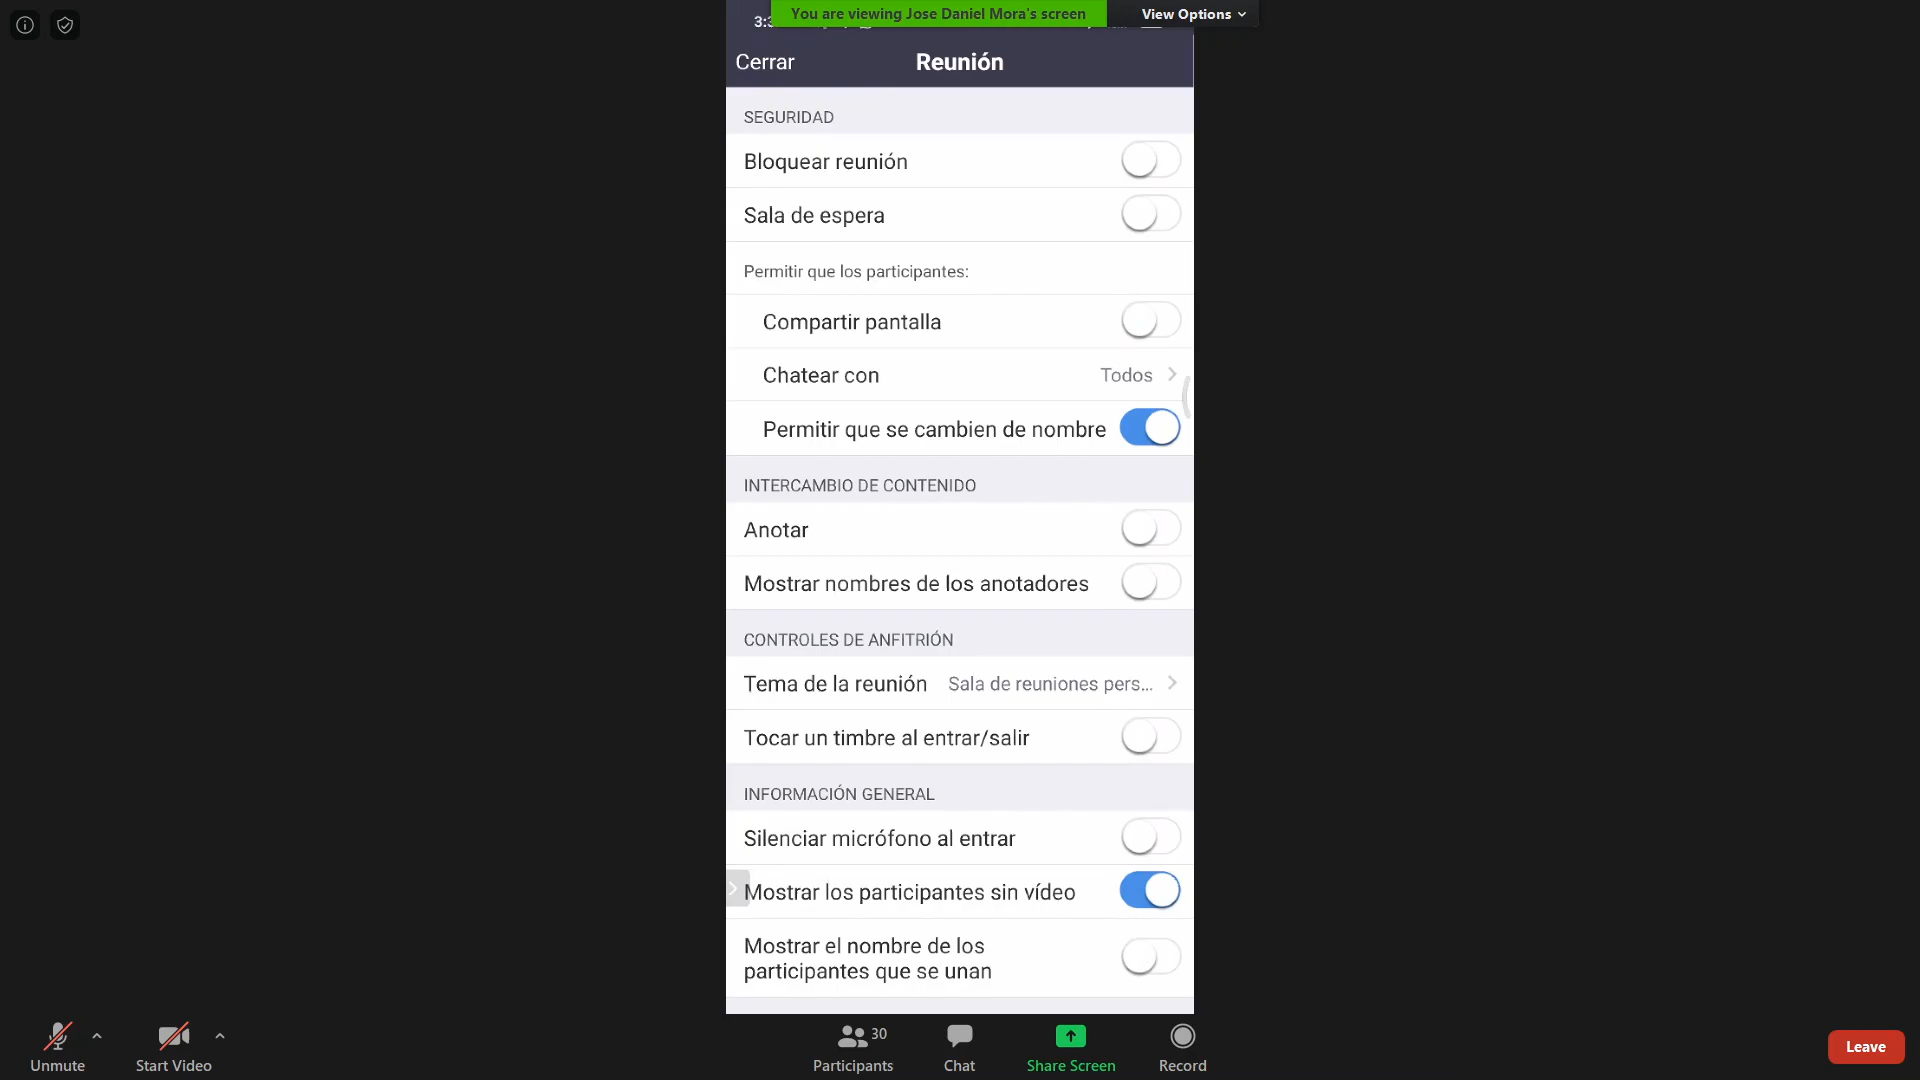 You are viewing Jose Daniel Mora's screen
View Options
Cerrar
Reunión
SEGURIDAD
Bloquear reunión
Sala de espera
Permitir que los participantes:
Compartir pantalla
Chatear con Todos
Permitir que se cambien de nombre
INTERCAMBIO DE CONTENIDO
Anotar
Mostrar nombres de los anotadores
CONTROLES DE ANFITRIÓN
Tema de la reunión Sala de reuniones pers...
Tocar un timbre al entrar/salir
INFORMACIÓN GENERAL
Silenciar micrófono al entrar
Mostrar los participantes sin vídeo
Mostrar el nombre de los
participantes que se unan
Unmute
Start Video
30
Participants
Chat
Share Screen
Record
Leave